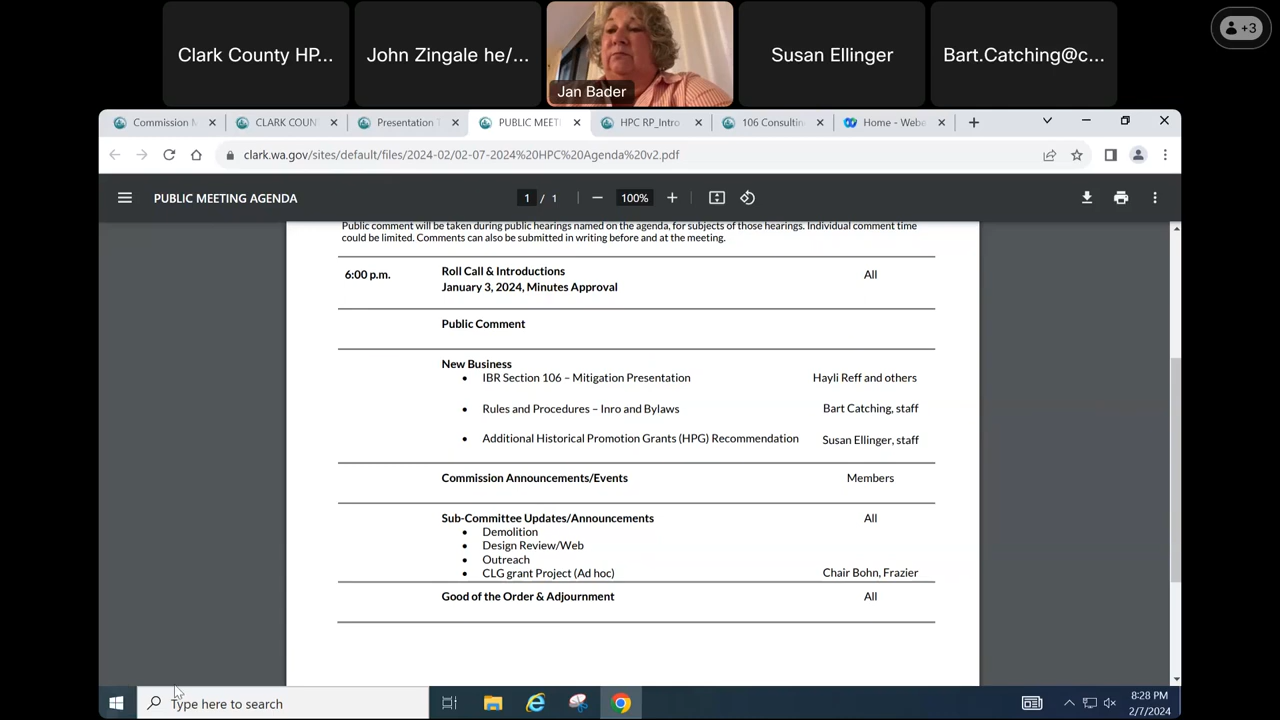 Clark County HP...
John Zingale he/...
Jan Bader
Susan Ellinger
Bart.Catching@c...
+3
Commission M
CLARK COUN
Presentation T
PUBLIC MEET
HPC RP_Intro
106 Consultin
Home - Webe
clark.wa.gov/sites/default/files/2024-02/02-07-2024%20HPC%20Agenda%20v2.pdf
PUBLIC MEETING AGENDA
1 / 1
100%
Public comment will be taken during public hearings named on the agenda, for subjects of those hearings. Individual comment time
could be limited. Comments can also be submitted in writing before and at the meeting.
6:00 p.m.
Roll Call & Introductions
All
January 3, 2024, Minutes Approval
Public Comment
New Business
• IBR Section 106 – Mitigation Presentation
Hayli Reff and others
• Rules and Procedures – Inro and Bylaws
Bart Catching, staff
• Additional Historical Promotion Grants (HPG) Recommendation
Susan Ellinger, staff
Commission Announcements/Events
Members
Sub-Committee Updates/Announcements
All
• Demolition
• Design Review/Web
• Outreach
• CLG grant Project (Ad hoc)
Chair Bohn, Frazier
Good of the Order & Adjournment
All
Type here to search
8:28 PM
2/7/2024